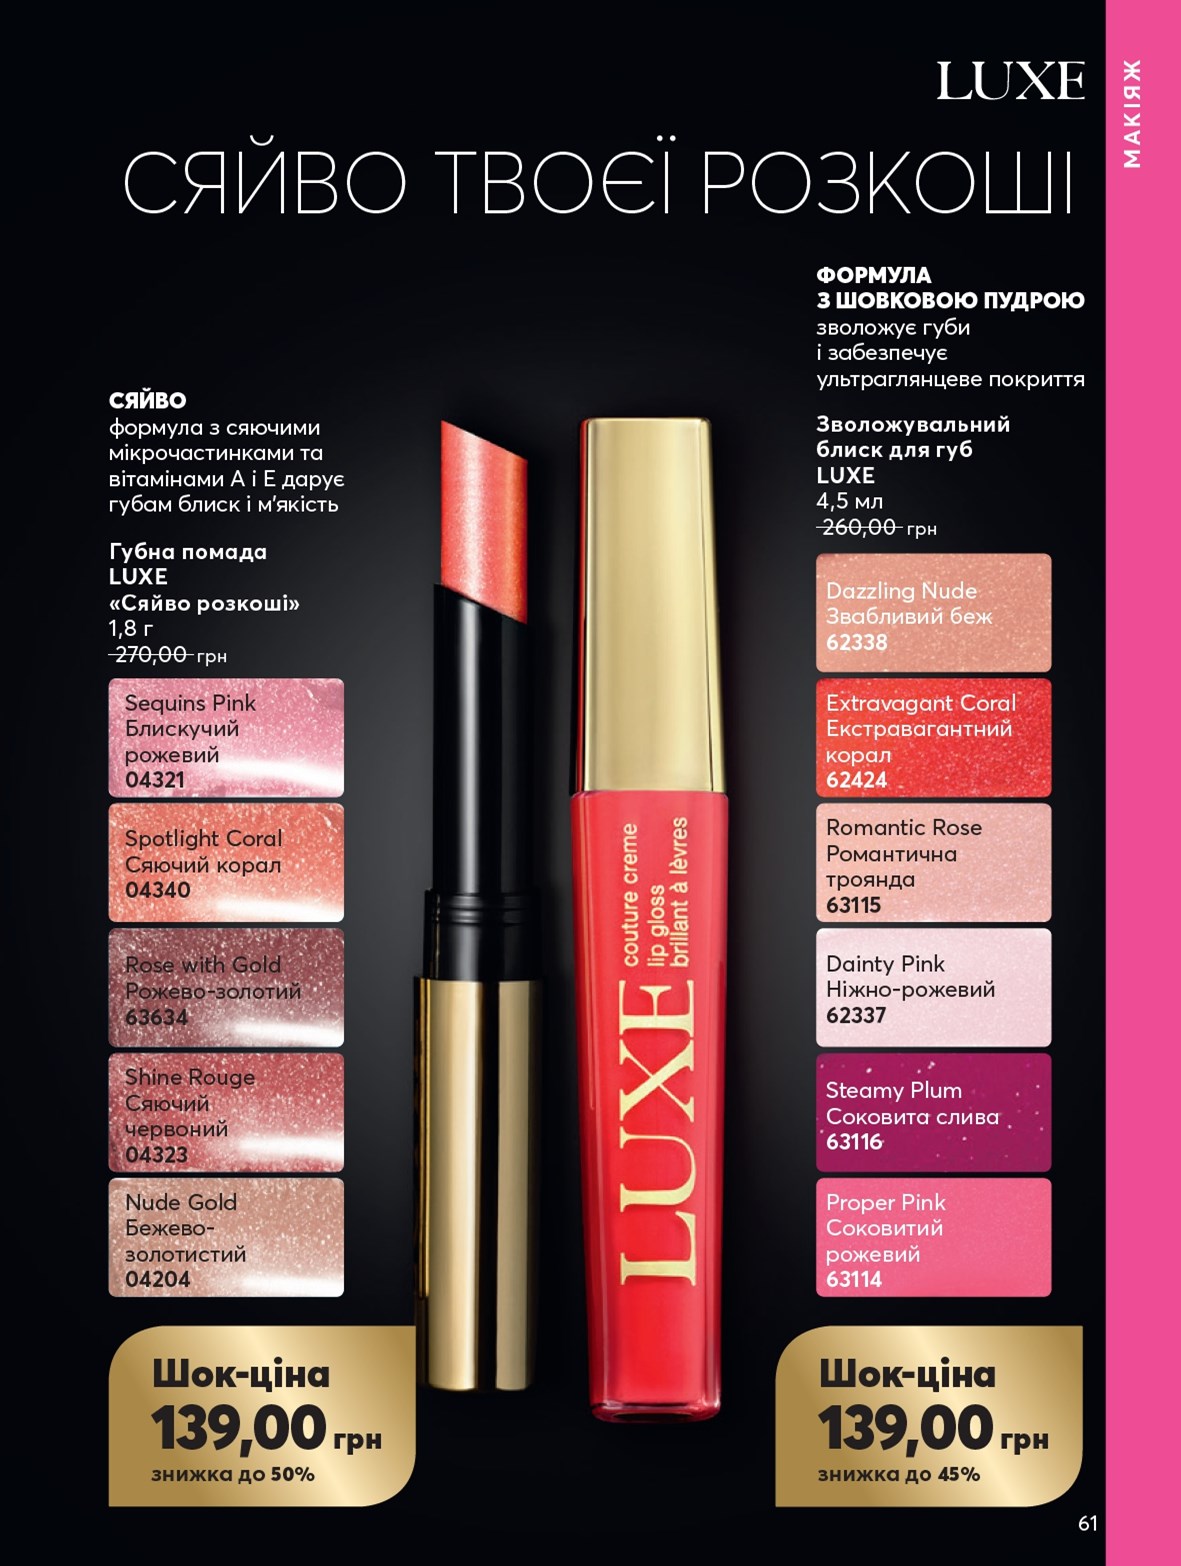 LUXE
МАКІЯЖ
СЯЙВО ТВОЄЇ РОЗКОШІ
СЯЙВО
формула з сяючими
мікрочастинками та
вітамінами А і Е дарує
губам блиск і м'якість
Губна помада
LUXE
«Сяйво розкоші»
1,8 г
270,00 грн
Sequins Pink
Блискучий
рожевий
04321
Spotlight Coral
Сяючий корал
04340
Rose with Gold
Рожево-золотий
63634
Shine Rouge
Сяючий
червоний
04323
Nude Gold
Бежево-
золотистий
04204
Шок-ціна
139,00 грн
знижка до 50%
couture creme
lip gloss
brillant à lèvres
LUXE
ФОРМУЛА
З ШОВКОВОЮ ПУДРОЮ
зволожує губи
і забезпечує
ультраглянцеве покриття
Зволожувальний
блиск для губ
LUXE
4,5 мл
260,00 грн
Dazzling Nude
Звабливий беж
62338
Extravagant Coral
Екстравагантний
корал
62424
Romantic Rose
Романтична
троянда
63115
Dainty Pink
Ніжно-рожевий
62337
Steamy Plum
Соковита слива
63116
Proper Pink
Соковитий
рожевий
63114
Шок-ціна
139,00 грн
знижка до 45%
61